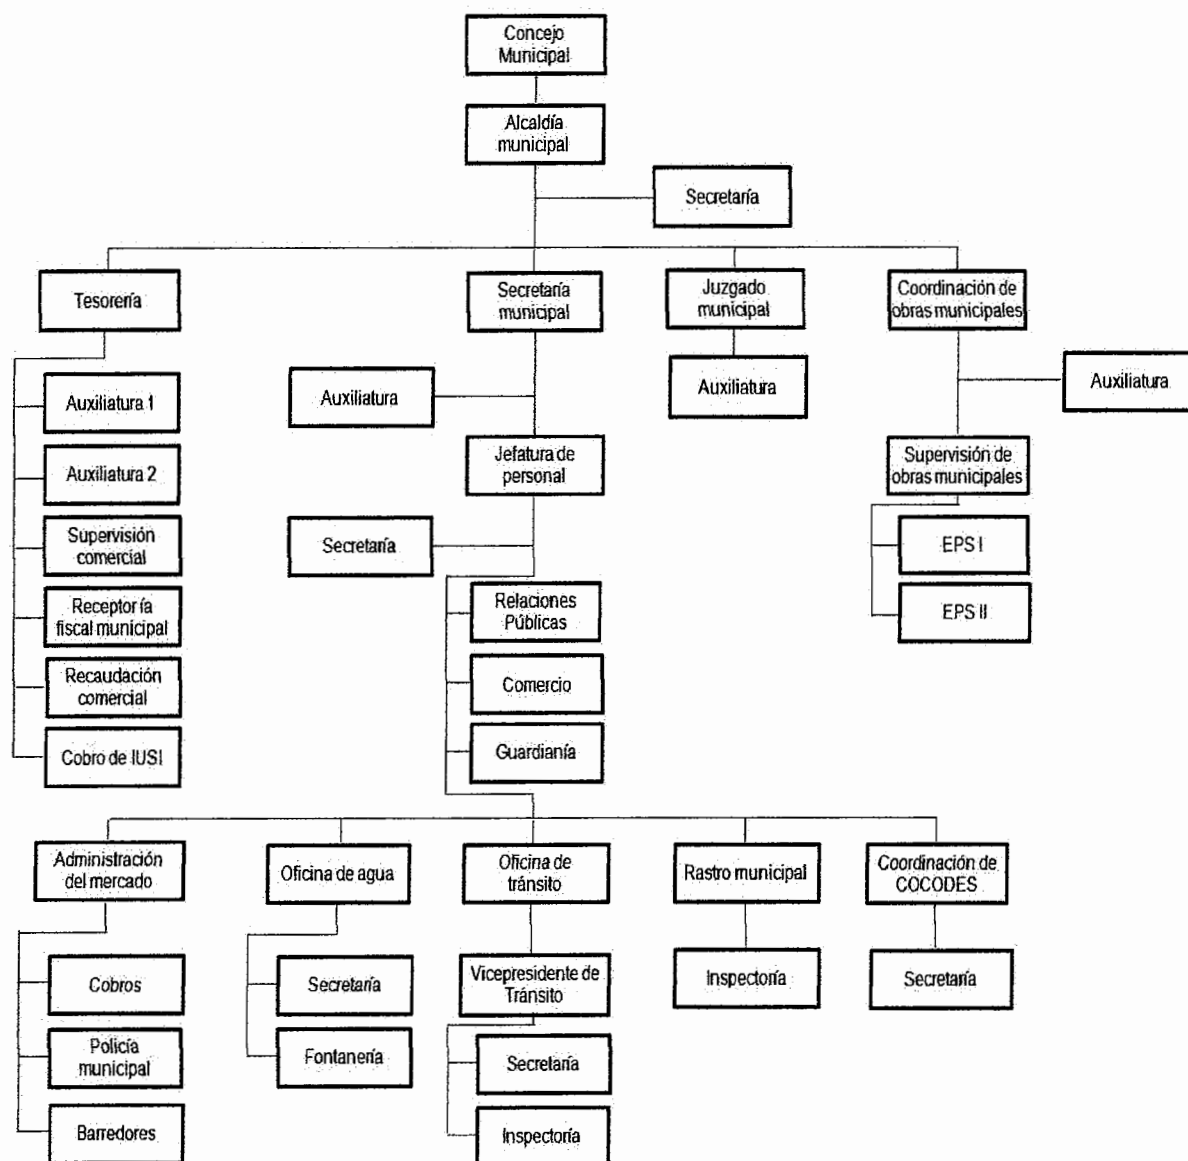 Concejo
Municipal
Alcaldía
municipal
Secretaría
Tesorería
Secretaría
municipal
Juzgado
municipal
Coordinación de
obras municipales
Auxiliatura 1
Auxiliatura 2
Supervisión
comercial
Receptoría
fiscal municipal
Recaudación
comercial
Cobro de IUSI
Auxiliatura
Jefatura de
personal
Secretaría
Relaciones
Públicas
Comercio
Guardianía
Auxiliatura
Auxiliatura
Supervisión de
obras municipales
EPS I
EPS II
Administración
del mercado
Cobros
Policía
municipal
Barredores
Oficina de agua
Secretaría
Fontanería
Oficina de
tránsito
Vicepresidente de
Tránsito
Secretaría
Inspectoría
Rastro municipal
Inspectoría
Coordinación de
COCODES
Secretaría